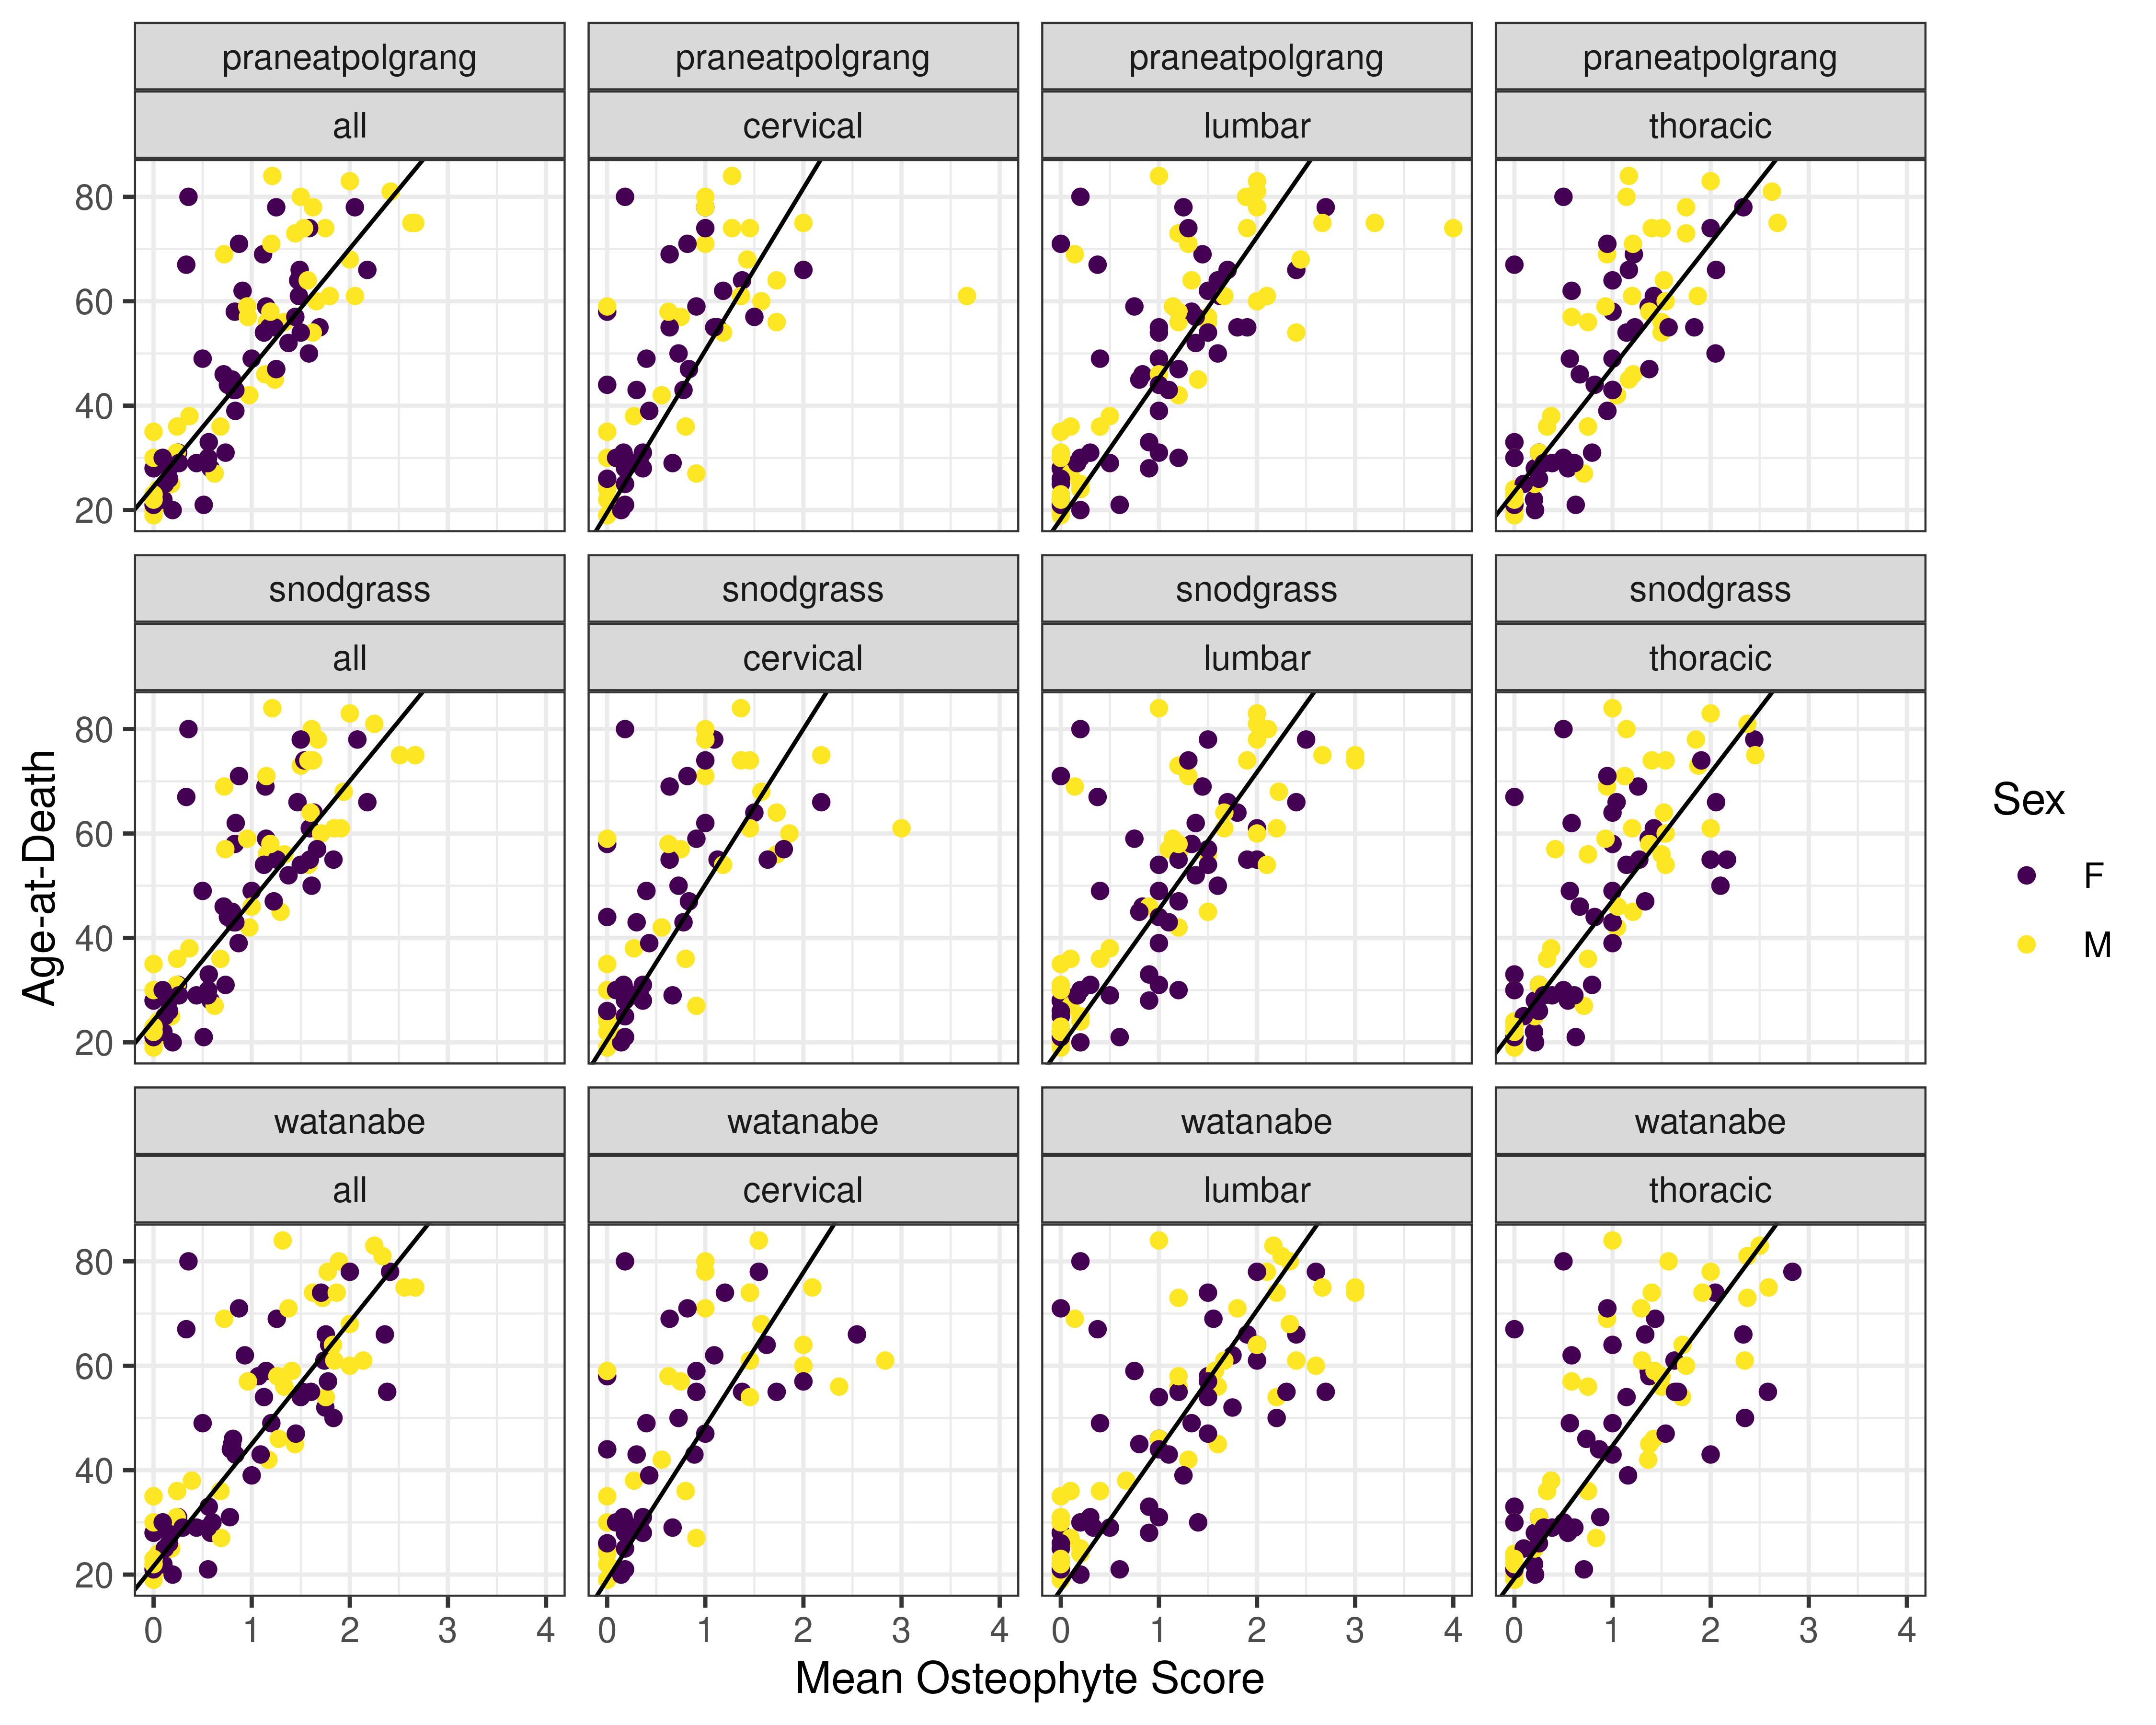 praneatpolgrang praneatpolgrang praneatpolgrang praneatpolgrang
all cervical lumbar thoracic
80
60
40
20
snodgrass snodgrass snodgrass snodgrass
all cervical lumbar thoracic
80
60
40
20
watanabe watanabe watanabe watanabe
all cervical lumbar thoracic
80
60
40
20
0 1 2 3 4 0 1 2 3 4 0 1 2 3 4 0 1 2 3 4
Mean Osteophyte Score
Age-at-Death
Sex
F
M